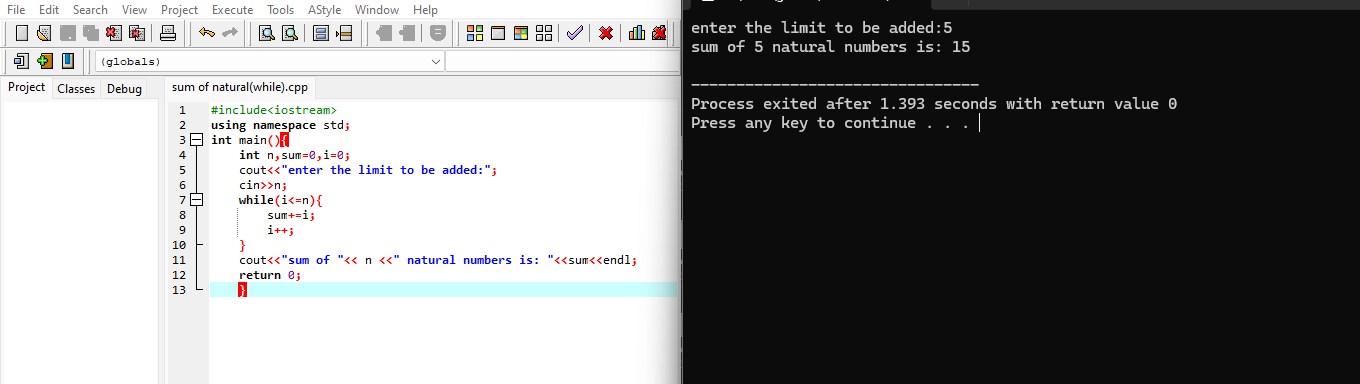 File Edit Search View Project Execute Tools AStyle Window Help
(globals)
Project Classes Debug
sum of natural(while).cpp
1 #include<iostream>
2 using namespace std;
3 int main(){
4 int n,sum=0,i=0;
5 cout<<"enter the limit to be added:";
6 cin>>n;
7 while(i<=n){
8 sum+=i;
9 i++;
10 }
11 cout<<"sum of "<< n <<" natural numbers is: "<<sum<<endl;
12 return 0;
13 }
enter the limit to be added:5
sum of 5 natural numbers is: 15
--------------------------------
Process exited after 1.393 seconds with return value 0
Press any key to continue . . .